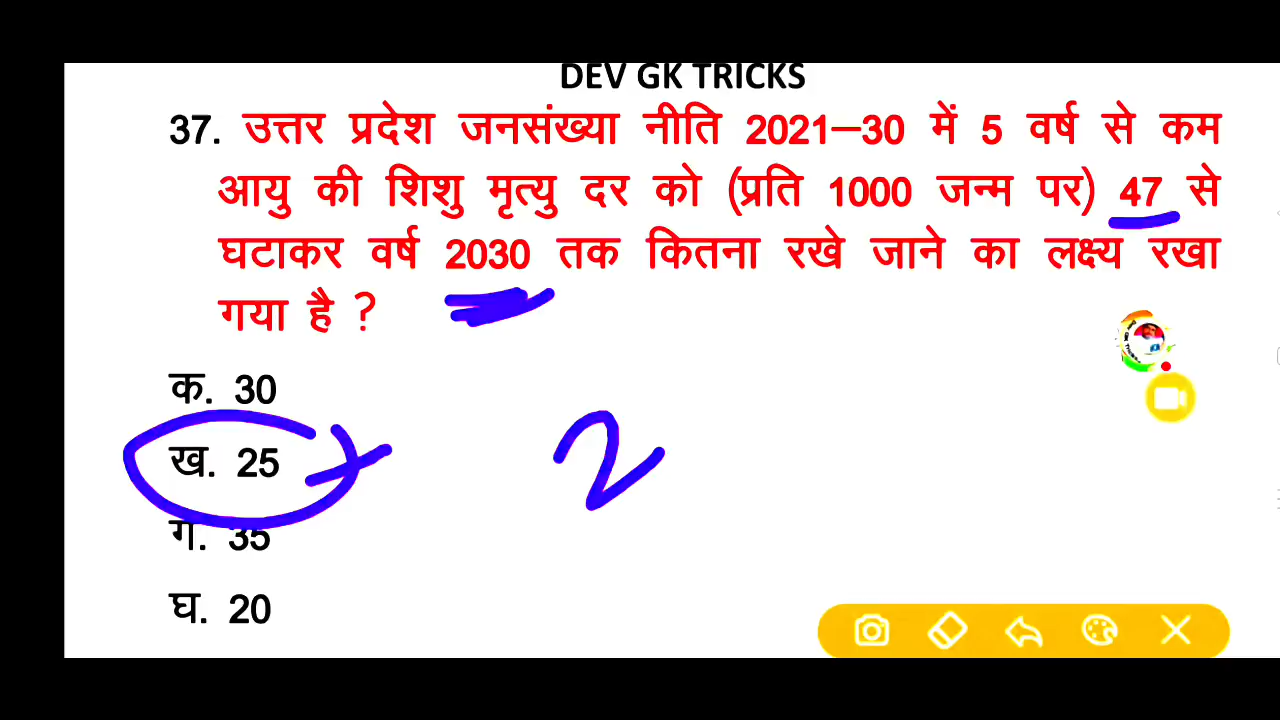 DEV GK TRICKS
37. उत्तर प्रदेश जनसंख्या नीति 2021–30 में 5 वर्ष से कम
आयु की शिशु मृत्यु दर को (प्रति 1000 जन्म पर) 47 से
घटाकर वर्ष 2030 तक कितना रखे जाने का लक्ष्य रखा
गया है ?
क. 30
ख. 25
2
ग. 35
घ. 20